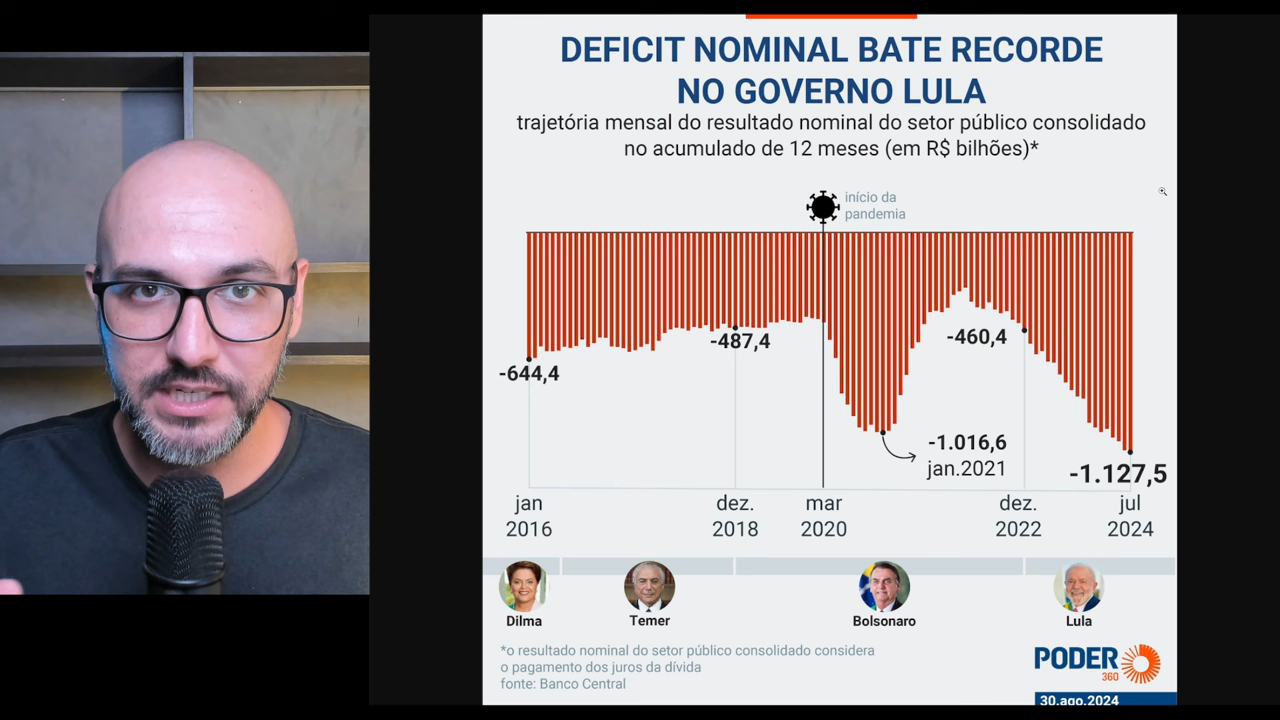 DEFICIT NOMINAL BATE RECORDE
NO GOVERNO LULA
trajetória mensal do resultado nominal do setor público consolidado
no acumulado de 12 meses (em R$ bilhões)*
início da
pandemia
-487,4
-460,4
-644,4
-1.016,6
jan.2021
-1.127,5
jan
2016
dez.
2018
mar
2020
dez.
2022
jul
2024
Dilma
Temer
Bolsonaro
Lula
*o resultado nominal do setor público consolidado considera
o pagamento dos juros da dívida
fonte: Banco Central
PODER
360
30.ago.2024